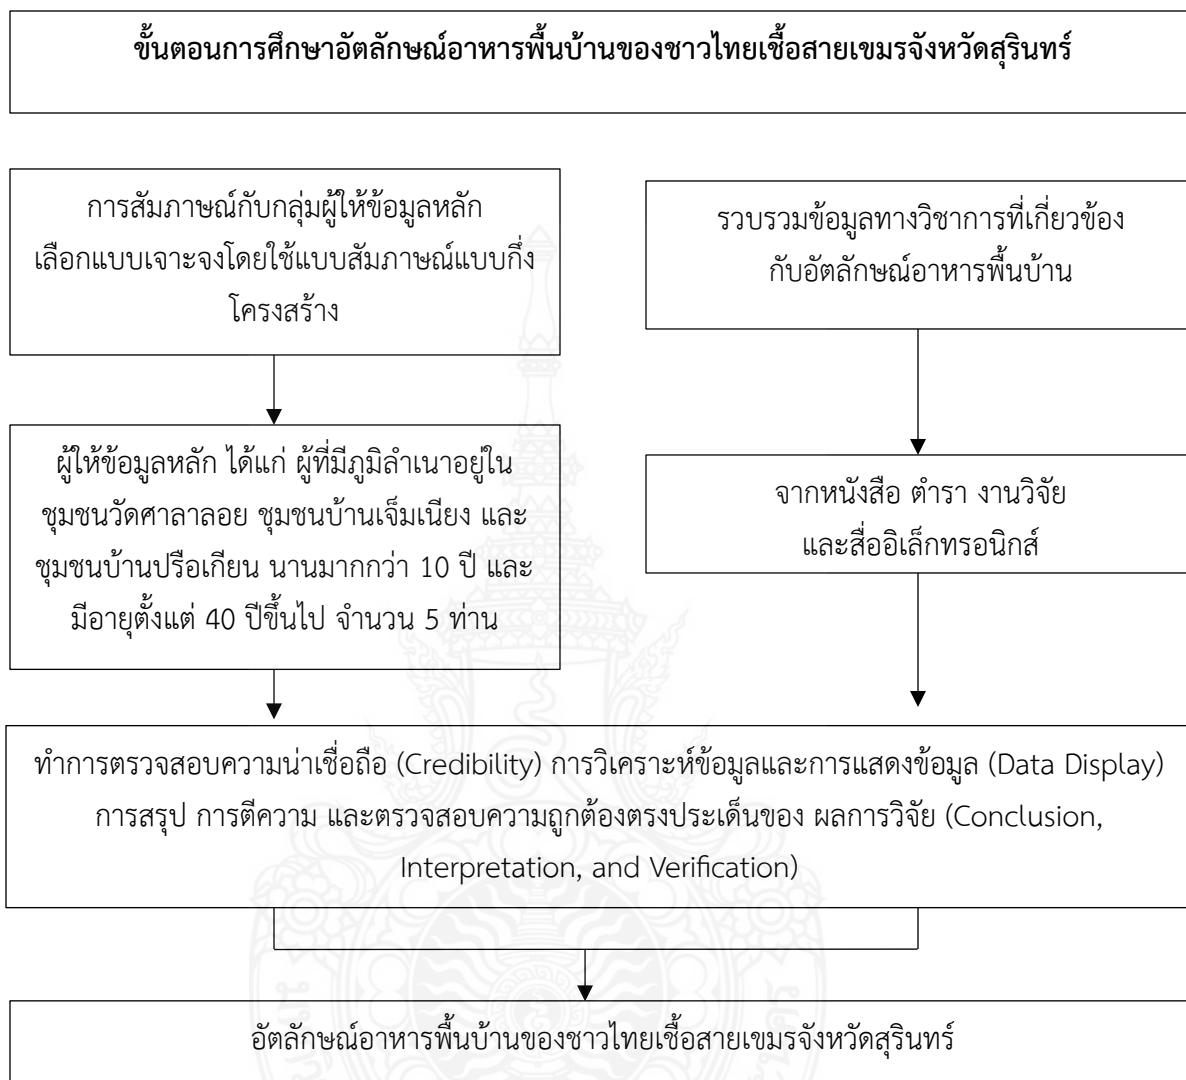 ขั้นตอนการศึกษาอัตลักษณ์อาหารพื้นบ้านของชาวไทยเชื้อสายเขมรจังหวัดสุรินทร์
การสัมภาษณ์กับกลุ่มผู้ให้ข้อมูลหลัก
เลือกแบบเจาะจงโดยใช้แบบสัมภาษณ์แบบกึ่ง
โครงสร้าง
รวบรวมข้อมูลทางวิชาการที่เกี่ยวข้อง
กับอัตลักษณ์อาหารพื้นบ้าน
ผู้ให้ข้อมูลหลัก ได้แก่ ผู้ที่มีภูมิลำเนาอยู่ใน
ชุมชนวัดศาลาลอย ชุมชนบ้านเจ็มเนียง และ
ชุมชนบ้านปรือเกียน นานมากกว่า 10 ปี และ
มีอายุตั้งแต่ 40 ปีขึ้นไป จำนวน 5 ท่าน
จากหนังสือ ตำรา งานวิจัย
และสื่ออิเล็กทรอนิกส์
ทำการตรวจสอบความน่าเชื่อถือ (Credibility) การวิเคราะห์ข้อมูลและการแสดงข้อมูล (Data Display)
การสรุป การตีความ และตรวจสอบความถูกต้องตรงประเด็นของ ผลการวิจัย (Conclusion,
Interpretation, and Verification)
อัตลักษณ์อาหารพื้นบ้านของชาวไทยเชื้อสายเขมรจังหวัดสุรินทร์